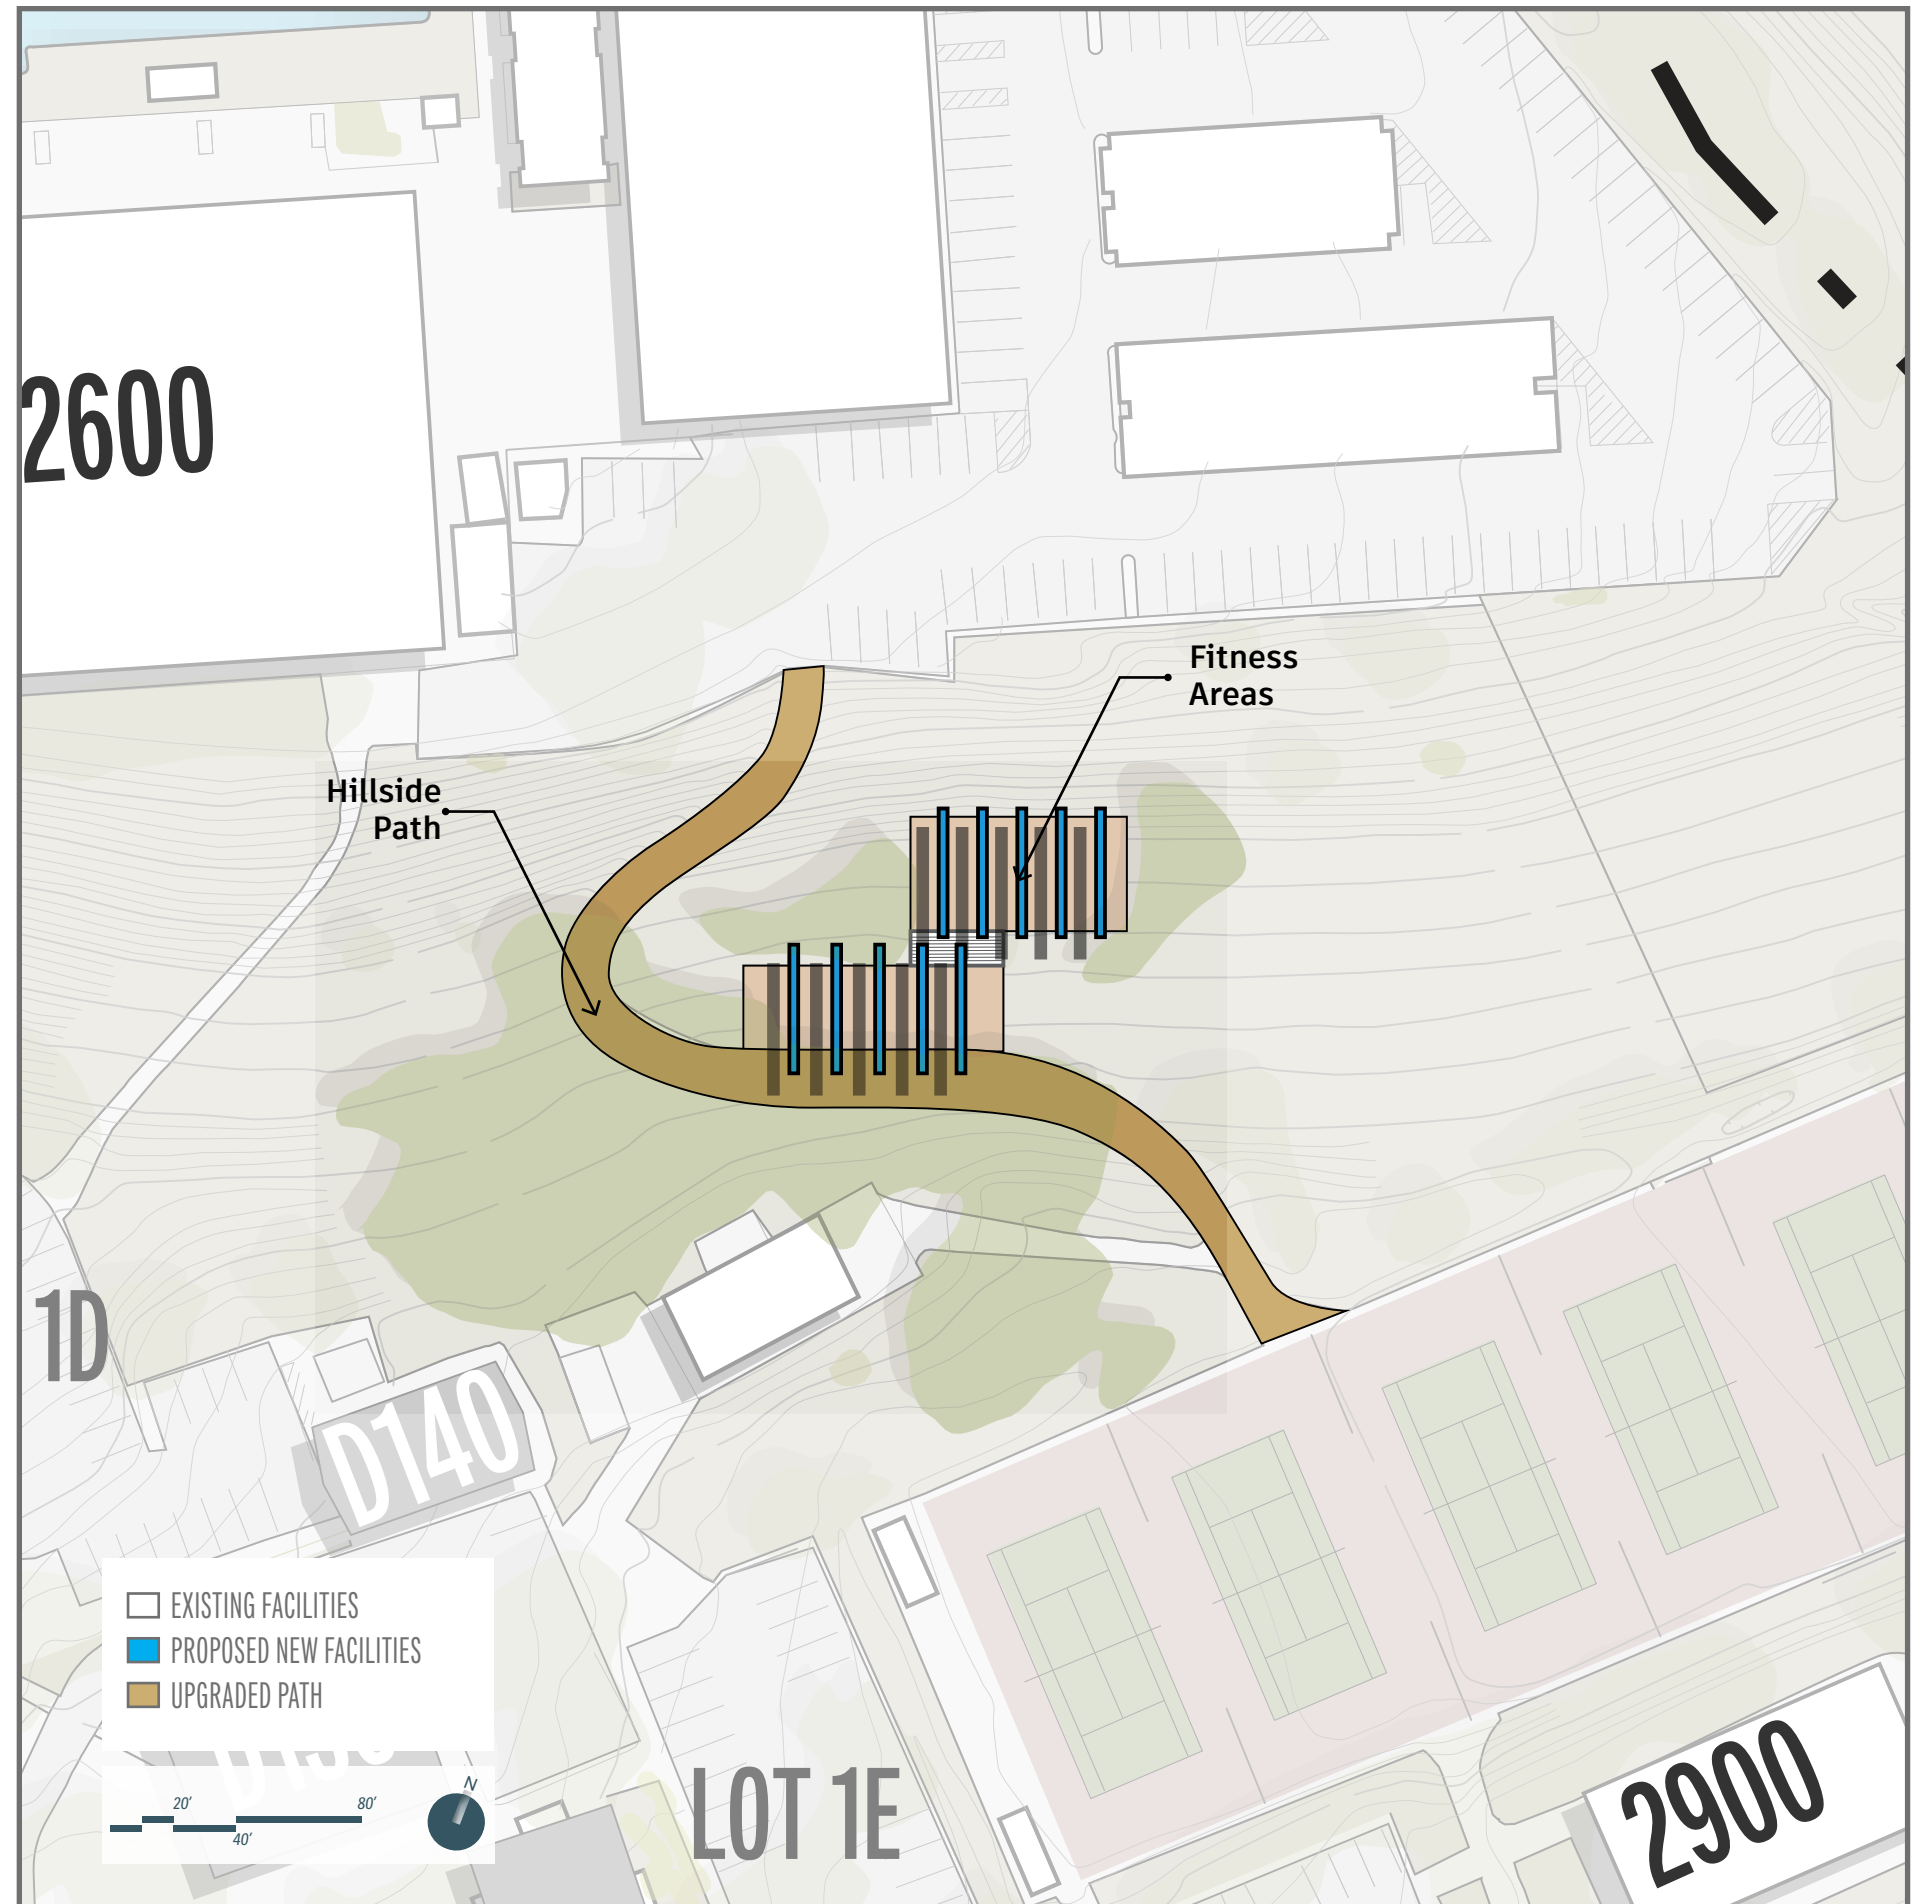 2600
Fitness
Areas
Hillside
Path
1D
D140
EXISTING FACILITIES
PROPOSED NEW FACILITIES
UPGRADED PATH
N
20'
80'
40'
LOT 1E
2900